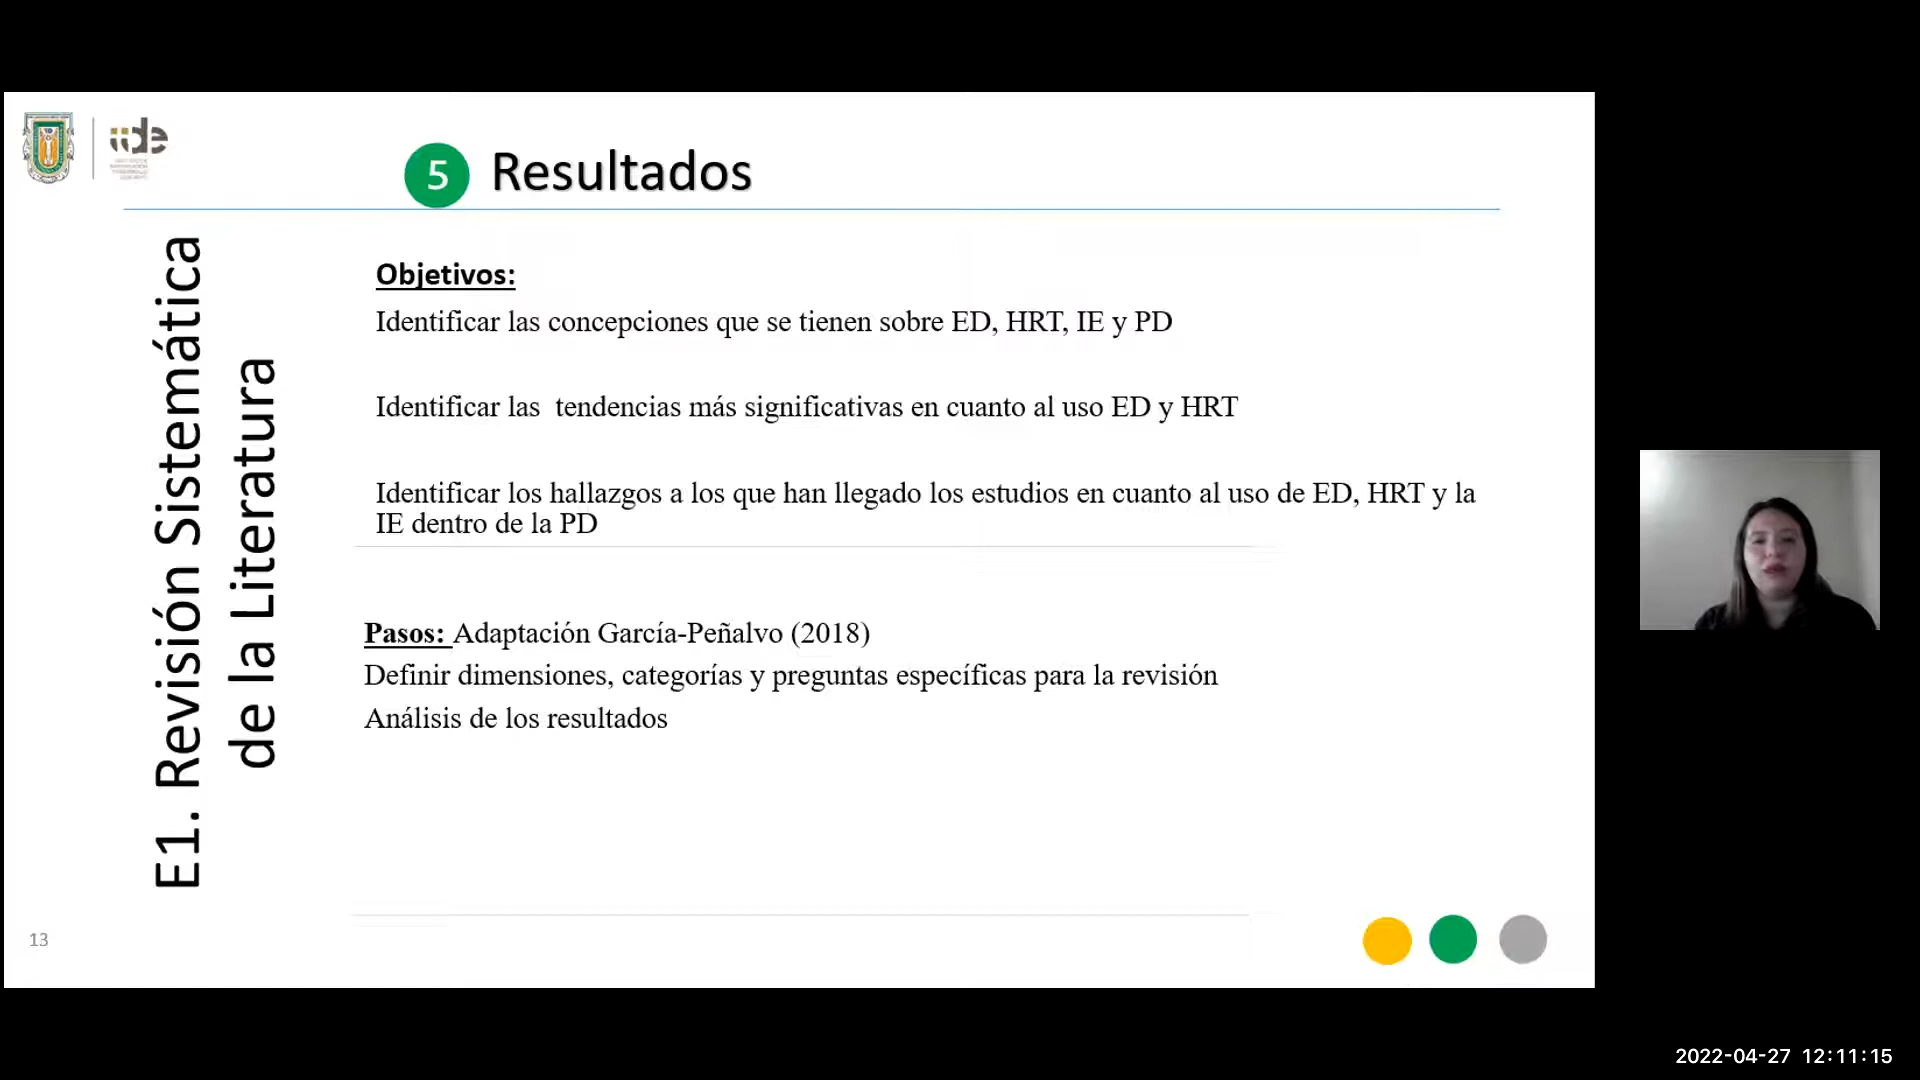 iide
5 Resultados
E1. Revisión Sistemática
de la Literatura
Objetivos:
Identificar las concepciones que se tienen sobre ED, HRT, IE y PD
Identificar las  tendencias más significativas en cuanto al uso ED y HRT
Identificar los hallazgos a los que han llegado los estudios en cuanto al uso de ED, HRT y la
IE dentro de la PD
Pasos: Adaptación García-Peñalvo (2018)
Definir dimensiones, categorías y preguntas específicas para la revisión
Análisis de los resultados
13
2022-04-27 12:11:15